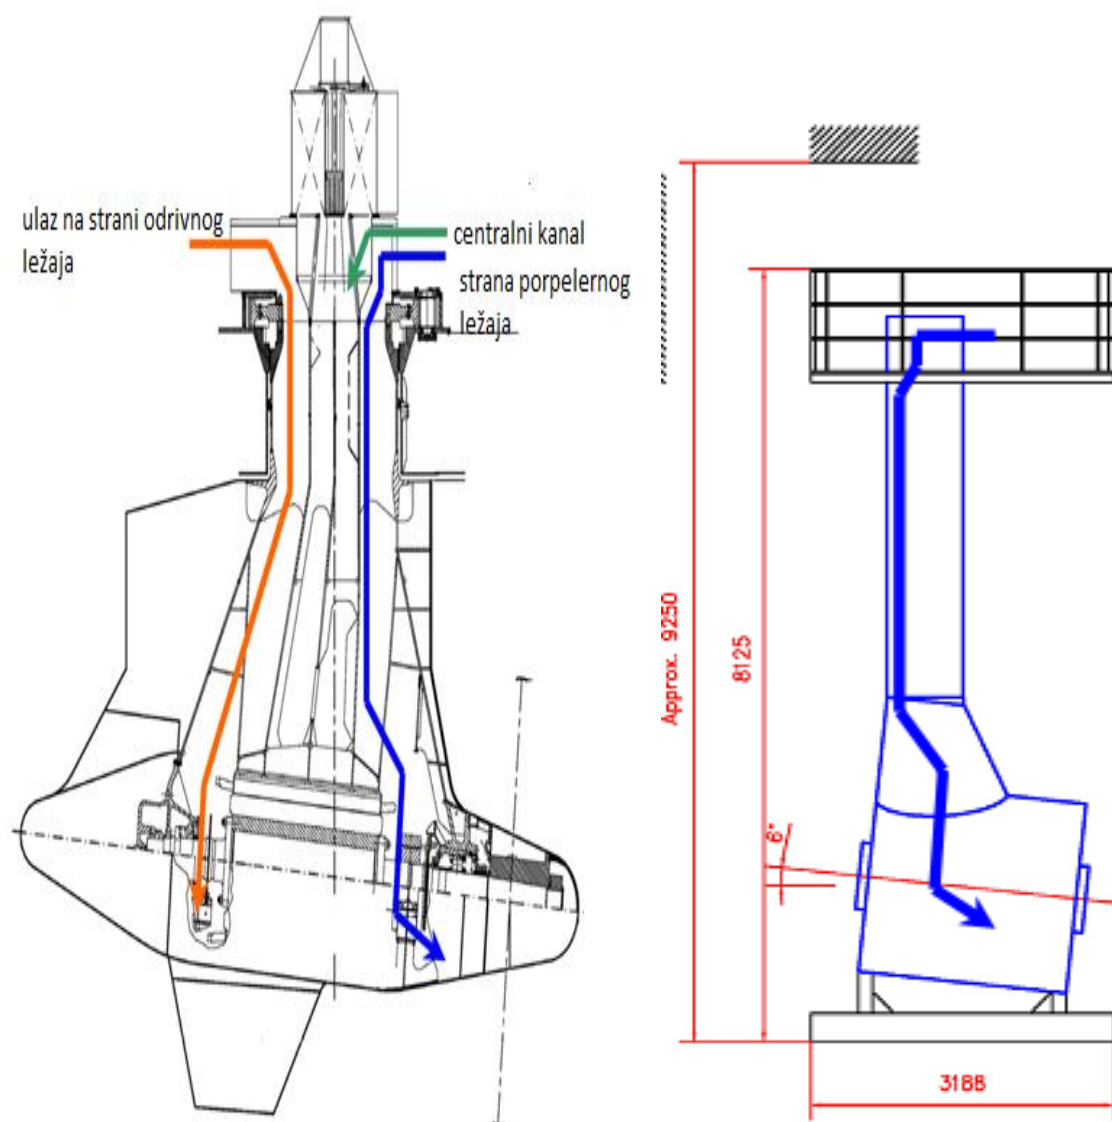 ulaz na strani odrivnog
ležaja
centralni kanal
strana porpelernog
ležaja
Approx. 9250
8125
6°
3188